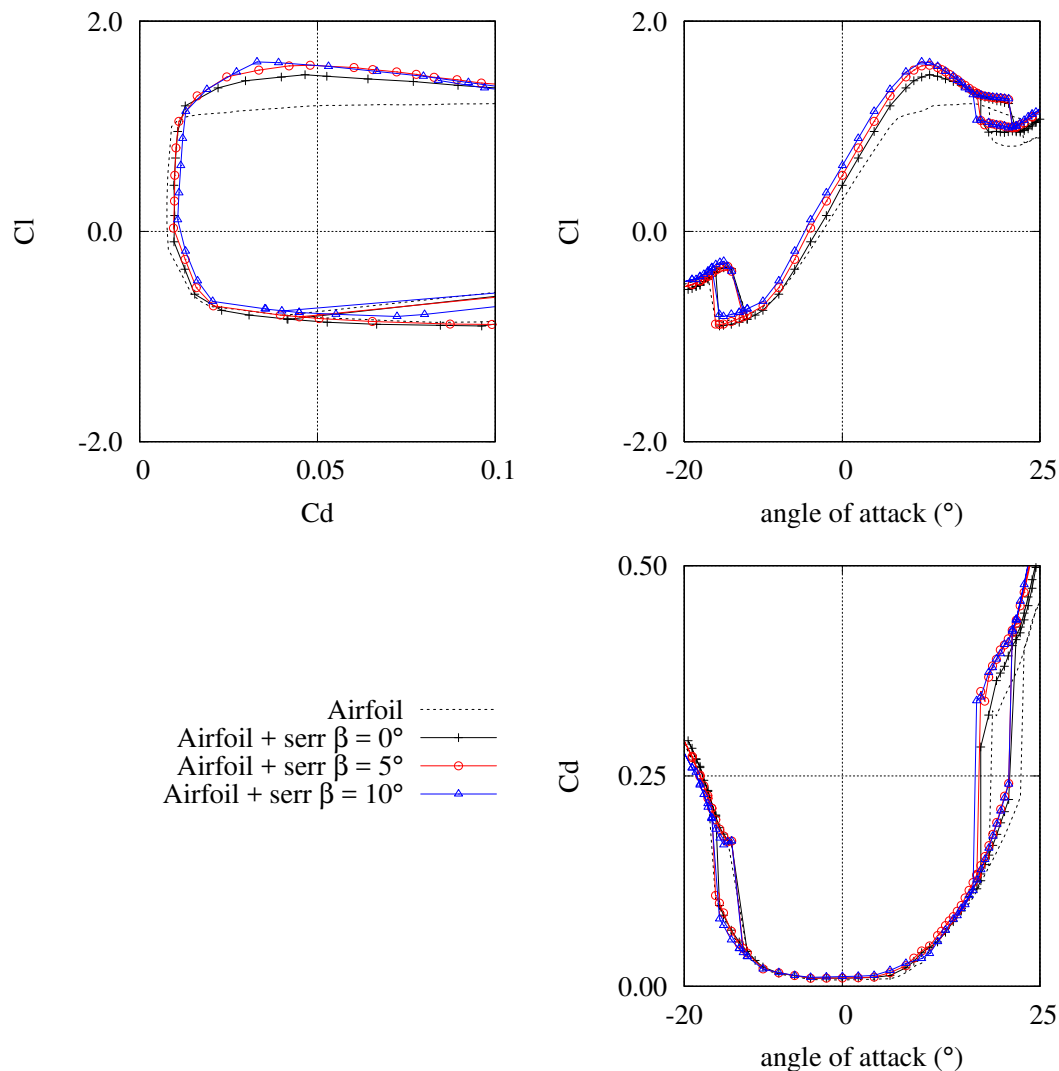 2.0
0.0
-2.0
Cl
0
0.05
0.1
Cd
2.0
0.0
-2.0
Cl
-20
0
25
angle of attack (°)
Airfoil
Airfoil + serr β = 0°
Airfoil + serr β = 5°
Airfoil + serr β = 10°
0.50
0.25
0.00
Cd
-20
0
25
angle of attack (°)